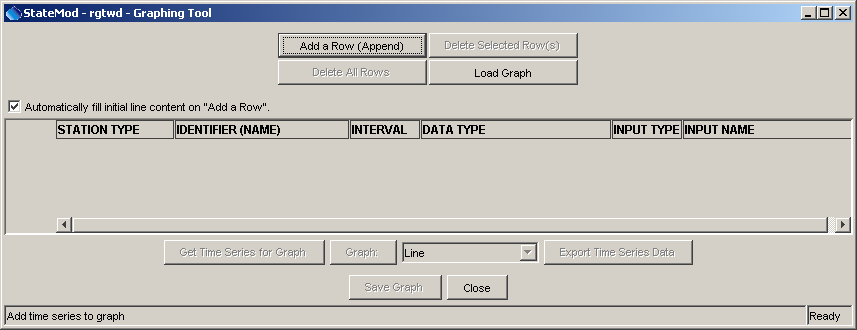 StateMod - rgtwd - Graphing Tool
Add a Row (Append) Delete Selected Row(s)
Delete All Rows Load Graph
Automatically fill initial line content on "Add a Row".
STATION TYPE IDENTIFIER (NAME) INTERVAL DATA TYPE INPUT TYPE INPUT NAME
Get Time Series for Graph Graph: Line Export Time Series Data
Save Graph Close
Add time series to graph Ready